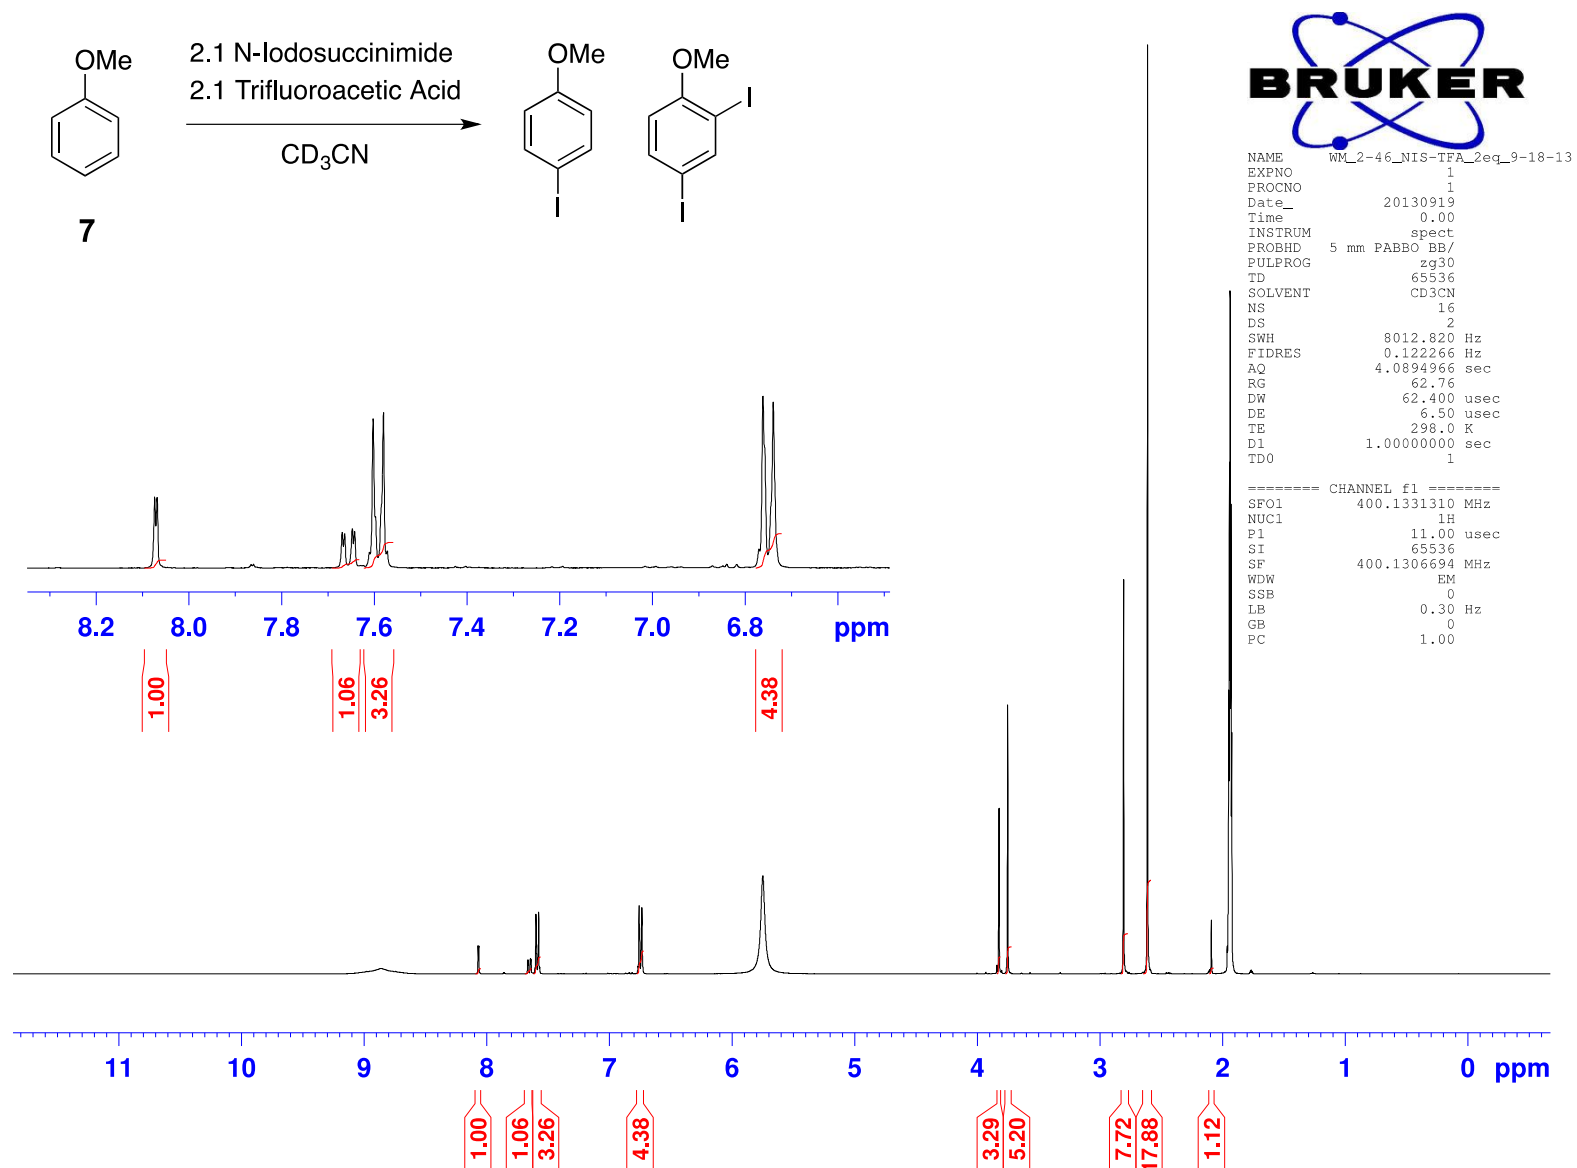 OMe
2.1 N-Iodosuccinimide
2.1 Trifluoroacetic Acid
CD3CN
7
OMe
I
OMe
I
I
BRUKER
NAME WM_2-46_NIS-TFA_2eq_9-18-13
EXPNO 1
PROCNO 1
Date_ 20130919
Time 0.00
INSTRUM spect
PROBHD 5 mm PABBO BB/
PULPROG zg30
TD 65536
SOLVENT CD3CN
NS 16
DS 2
SWH 8012.820 Hz
FIDRES 0.122266 Hz
AQ 4.0894966 sec
RG 62.76
DW 62.400 usec
DE 6.50 usec
TE 298.0 K
D1 1.00000000 sec
TD0 1
======== CHANNEL f1 ========
SFO1 400.1331310 MHz
NUC1 1H
P1 11.00 usec
SI 65536
SF 400.1306694 MHz
WDW EM
SSB 0
LB 0.30 Hz
GB 0
PC 1.00
8.2 8.0 7.8 7.6 7.4 7.2 7.0 6.8 ppm
1.00 1.06 3.26 4.38
11 10 9 8 7 6 5 4 3 2 1 0 ppm
1.00 1.06 3.26 4.38 3.29 5.20 7.72 17.88 1.12